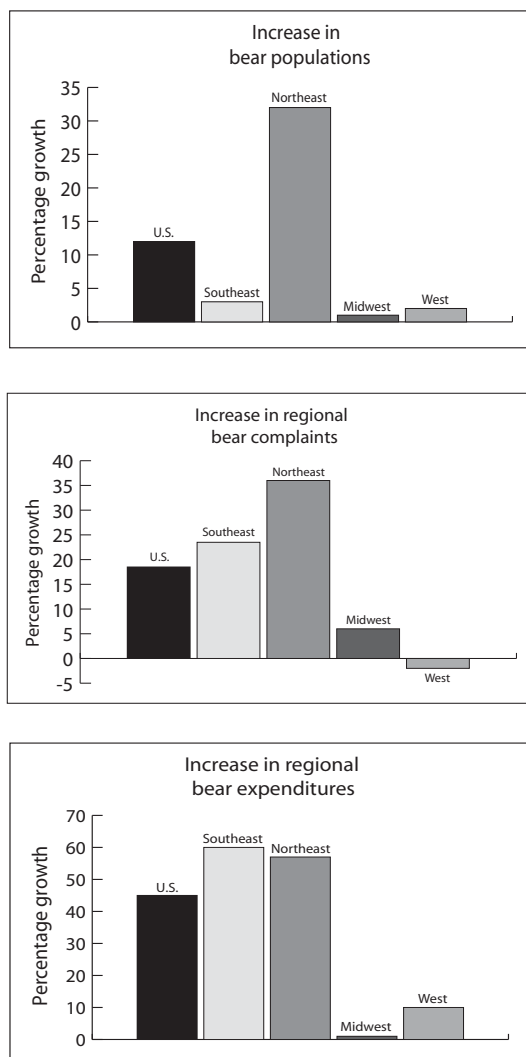 Increase in
bear populations
Percentage growth
35
30
25
20
15
10
5
0
U.S.
Southeast
Northeast
Midwest
West
Increase in regional
bear complaints
Percentage growth
40
35
30
25
20
15
10
5
0
-5
U.S.
Southeast
Northeast
Midwest
West
Increase in regional
bear expenditures
Percentage growth
70
60
50
40
30
20
10
0
U.S.
Southeast
Northeast
Midwest
West